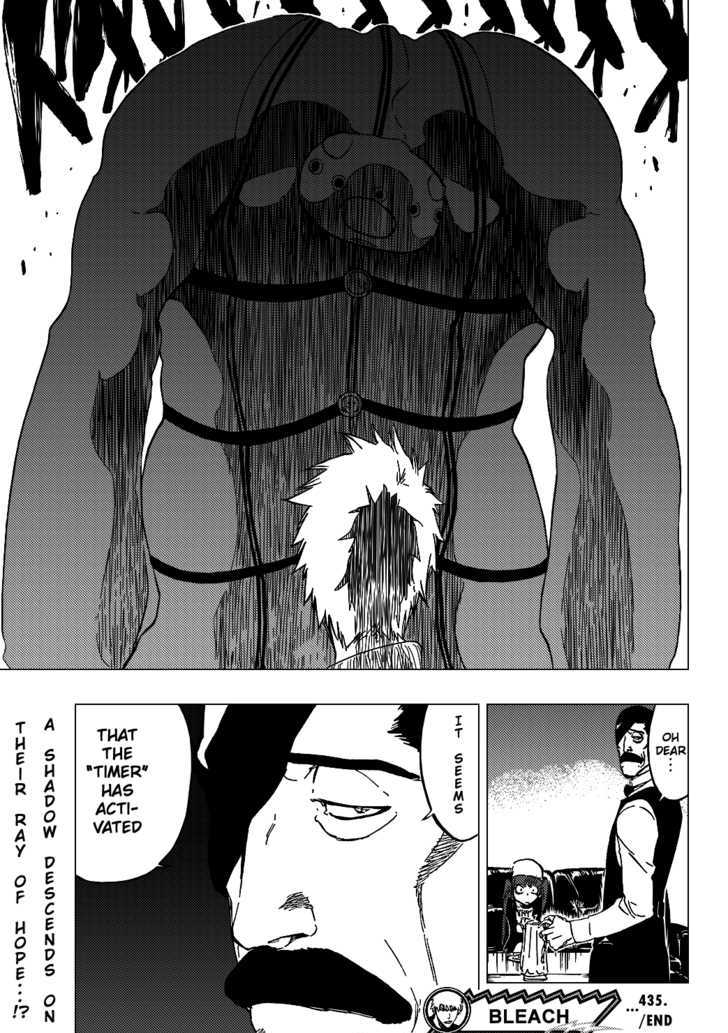 OH
DEAR...
IT SEEMS
THAT
THE
"TIMER"
HAS
ACTI-
VATED
A SHADOW DESCENDS ON
THEIR RAY OF HOPE...!?
BLEACH
435.
...
/END